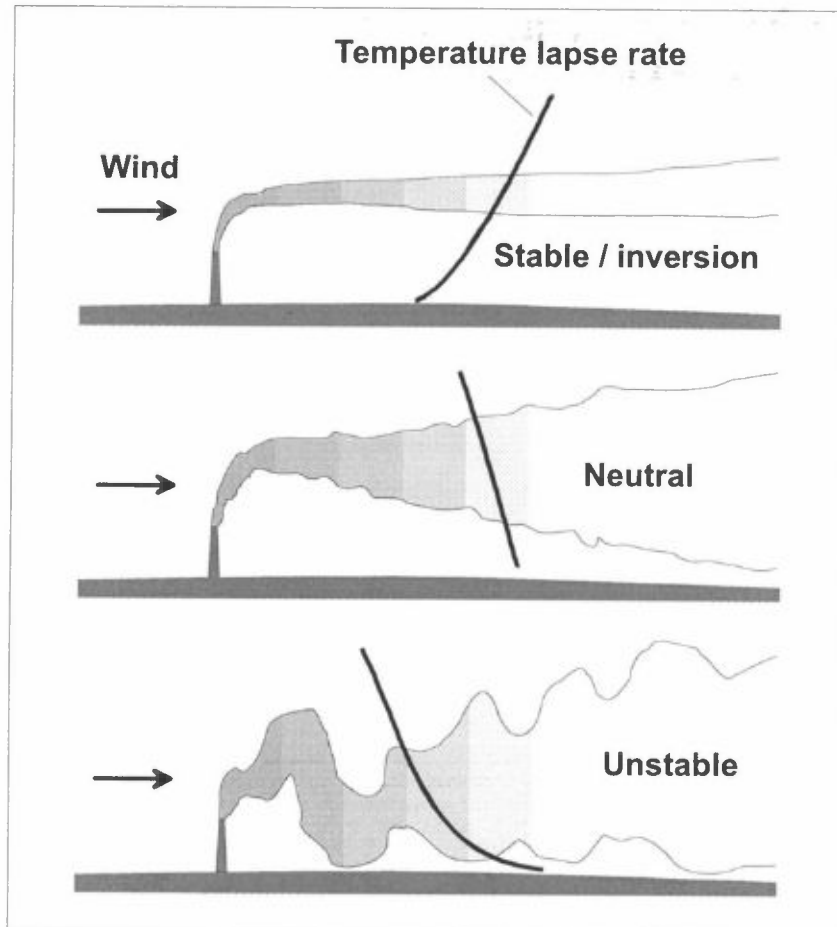 Temperature lapse rate
Wind
Stable / inversion
Neutral
Unstable